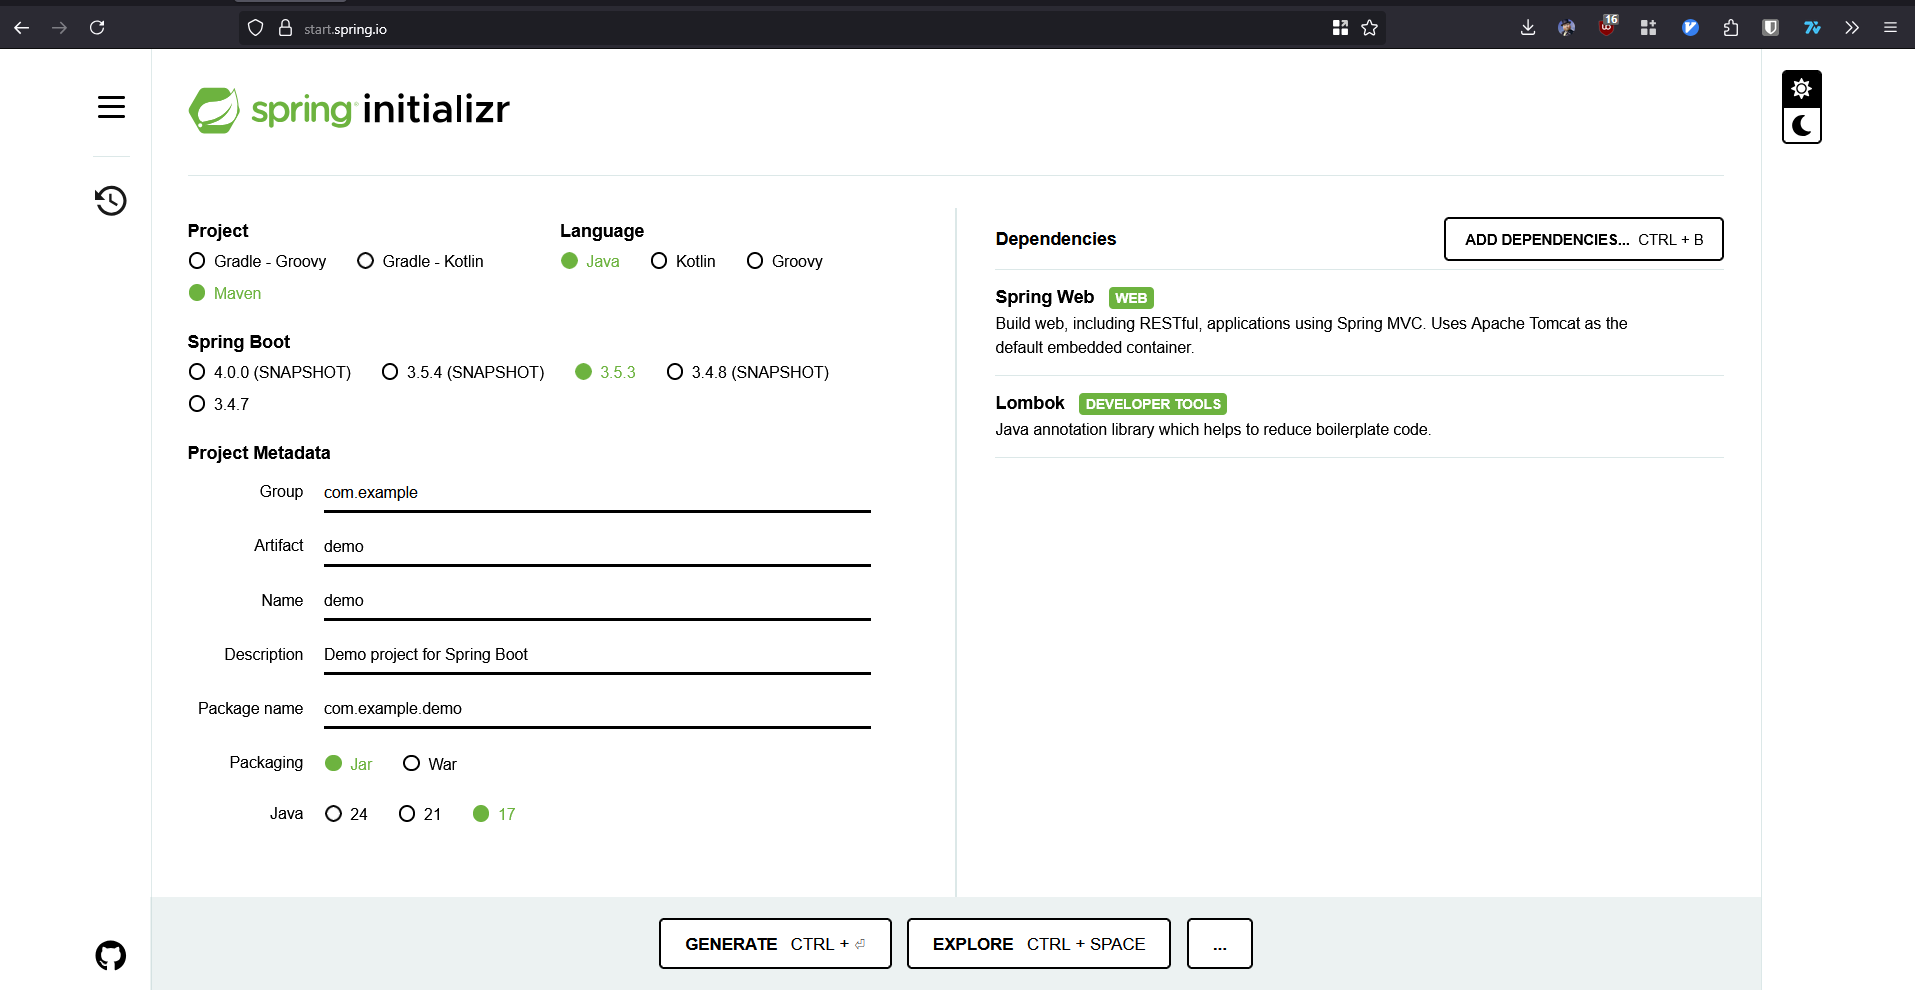 start.spring.io
16
spring initializr
Project
Gradle - Groovy
Gradle - Kotlin
Maven
Language
Java
Kotlin
Groovy
Spring Boot
4.0.0 (SNAPSHOT)
3.5.4 (SNAPSHOT)
3.5.3
3.4.8 (SNAPSHOT)
3.4.7
Project Metadata
Group
com.example
Artifact
demo
Name
demo
Description
Demo project for Spring Boot
Package name
com.example.demo
Packaging
Jar
War
Java
24
21
17
Dependencies
ADD DEPENDENCIES... CTRL + B
Spring Web WEB
Build web, including RESTful, applications using Spring MVC. Uses Apache Tomcat as the
default embedded container.
Lombok DEVELOPER TOOLS
Java annotation library which helps to reduce boilerplate code.
GENERATE CTRL + ⏎
EXPLORE CTRL + SPACE
...